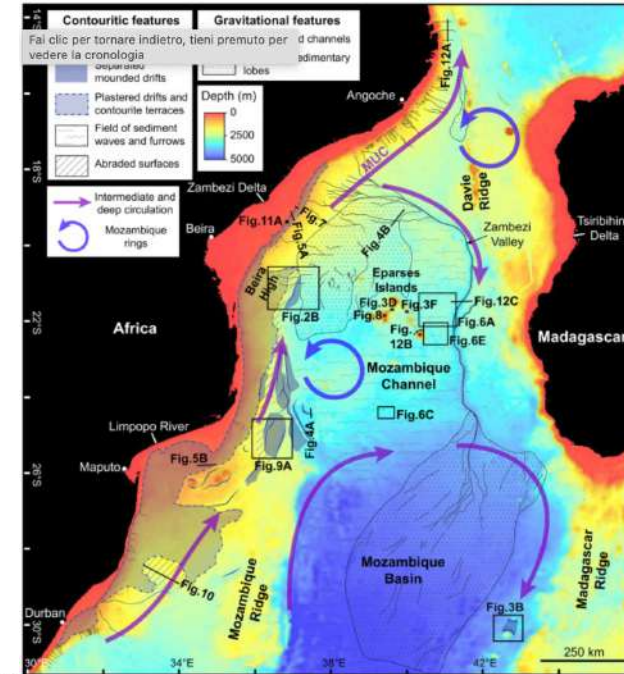 Contouritic features
Gravitational features
Fai clic per tornare indietro, tieni premuto per
vedere la cronologia
d channels
edimentary
lobes
Separated
mounded drifts
Plastered drifts and
contourite terraces
Field of sediment
waves and furrows
Abraded surfaces
Depth (m)
0
2500
5000
Intermediate and
deep circulation
Mozambique
rings
14°S
18°S
22°S
26°S
30°S
30°E
34°E
38°E
42°E
Fig.12A
Angoche
MUC
Zambezi Delta
Davie
Ridge
Tsiribihina
Delta
Beira
Fig.11A
Fig.7
Fig.5A
Fig.4B
Zambezi
Valley
Beira
High
Eparses
Islands
Fig.2B
Fig.3D
Fig.3F
Fig.8
Fig.
12B
Fig.12C
Fig.6A
Fig.6E
Africa
Madagascar
Mozambique
Channel
Limpopo River
Fig.4A
Fig.6C
Maputo
Fig.5B
Fig.9A
Mozambique
Basin
Mozambique
Ridge
Madagascar
Ridge
Fig.10
Durban
Fig.3B
250 km